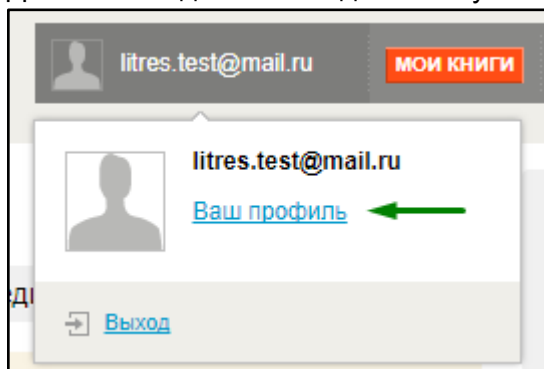 litres.test@mail.ru МОИ КНИГИ
litres.test@mail.ru
Ваш профиль
Выход